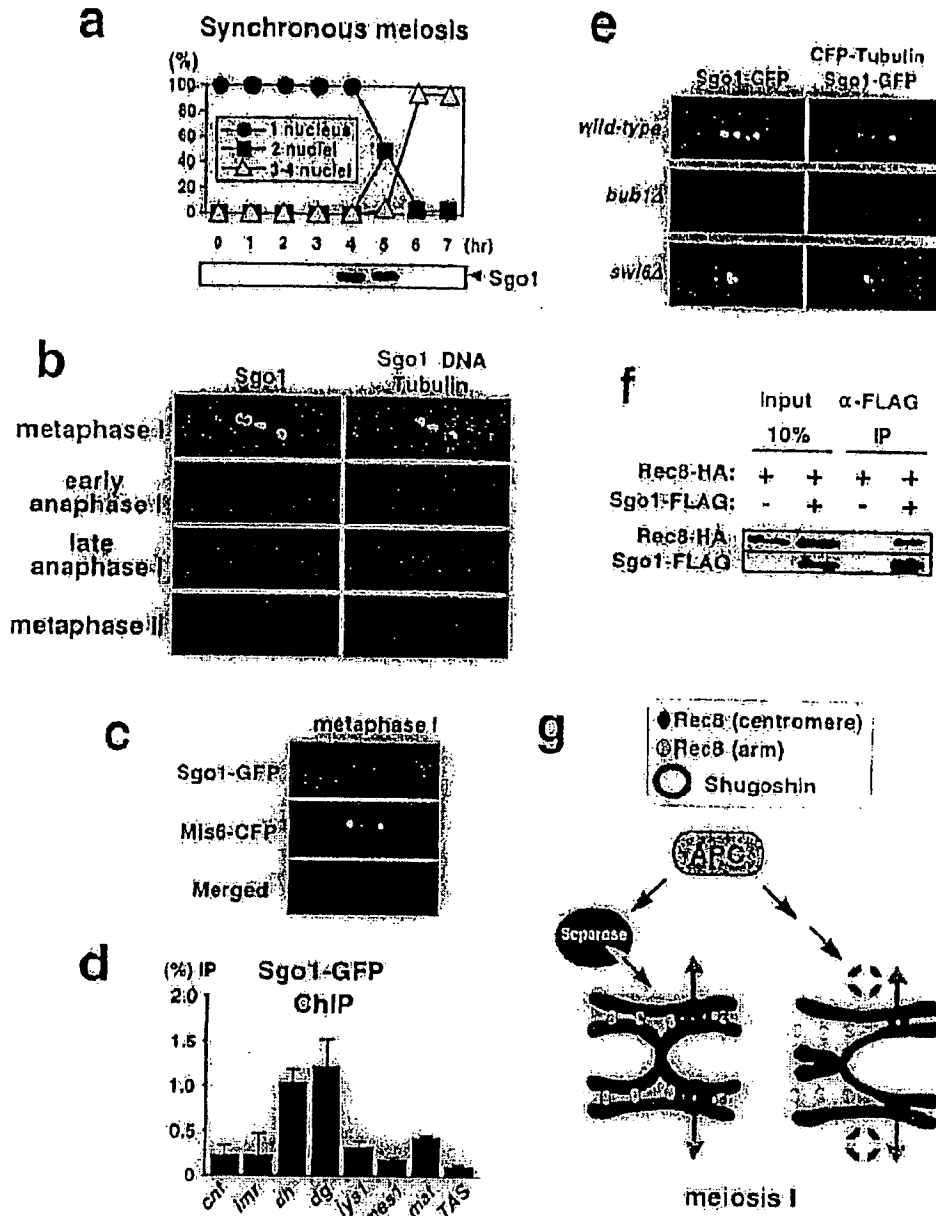 a
Synchronous meiosis
(%)
100
80
60
40
20
0
1 nucleus
2 nuclei
3-4 nuclei
0 1 2 3 4 5 6 7 (hr)
Sgo1
b
Sgo1
Sgo1 DNA
Tubulin
metaphase I
early
anaphase I
late
anaphase I
metaphase II
c
metaphase I
Sgo1-GFP
Mis6-CFP
Merged
d
(%) IP
Sgo1-GFP
ChIP
2.0
1.5
1.0
0.5
0
cnt imr dh dg lys1 mes1 mat TAS
e
Sgo1-GFP
CFP-Tubulin
Sgo1-GFP
wild-type
bub1Δ
swi6Δ
f
Input α-FLAG
10% IP
Rec8-HA: + + + +
Sgo1-FLAG: - + - +
Rec8-HA
Sgo1-FLAG
g
Rec8 (centromere)
Rec8 (arm)
Shugoshin
APC
Separase
meiosis I